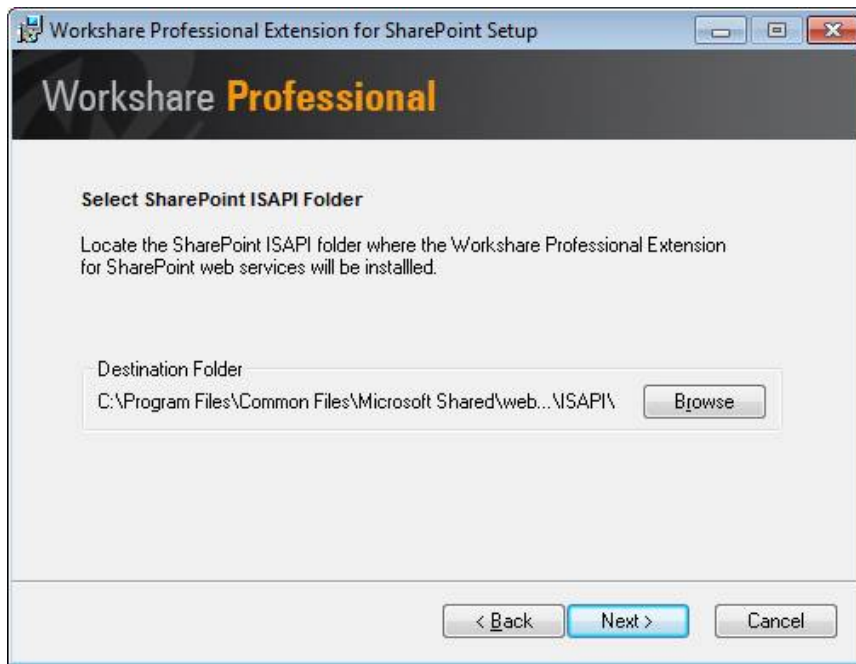 Workshare Professional Extension for SharePoint Setup
Workshare Professional
Select SharePoint ISAPI Folder
Locate the SharePoint ISAPI folder where the Workshare Professional Extension
for SharePoint web services will be installled.
Destination Folder
C:\Program Files\Common Files\Microsoft Shared\web...\ISAPI\ Browse
< Back Next > Cancel